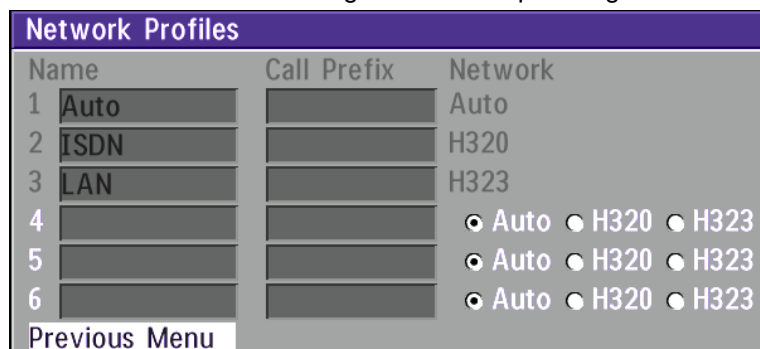 Network Profiles
Name Call Prefix Network
1 Auto Auto
2 ISDN H320
3 LAN H323
4 Auto H320 H323
5 Auto H320 H323
6 Auto H320 H323
Previous Menu